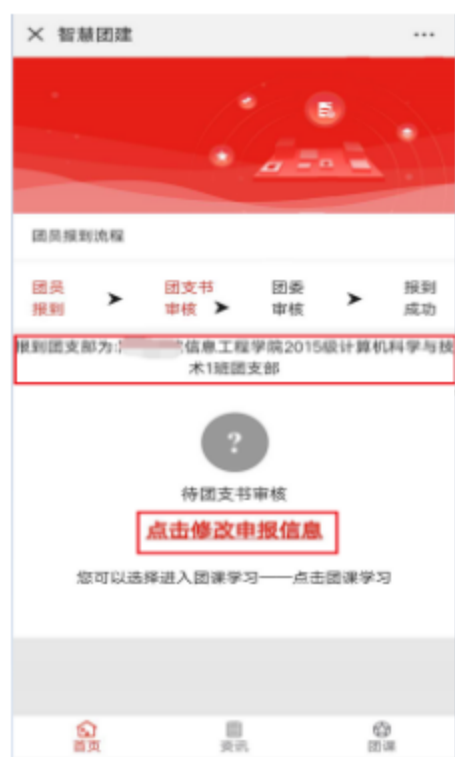 智慧团建
团员报到流程
团员 团支书 团委 报到
报到 审核 审核 成功
报到团支部为: 信息工程学院2015级计算机科学与技
术1班团支部
?
待团支书审核
点击修改申报信息
您可以选择进入团课学习——点击团课学习
首页 资讯 团课